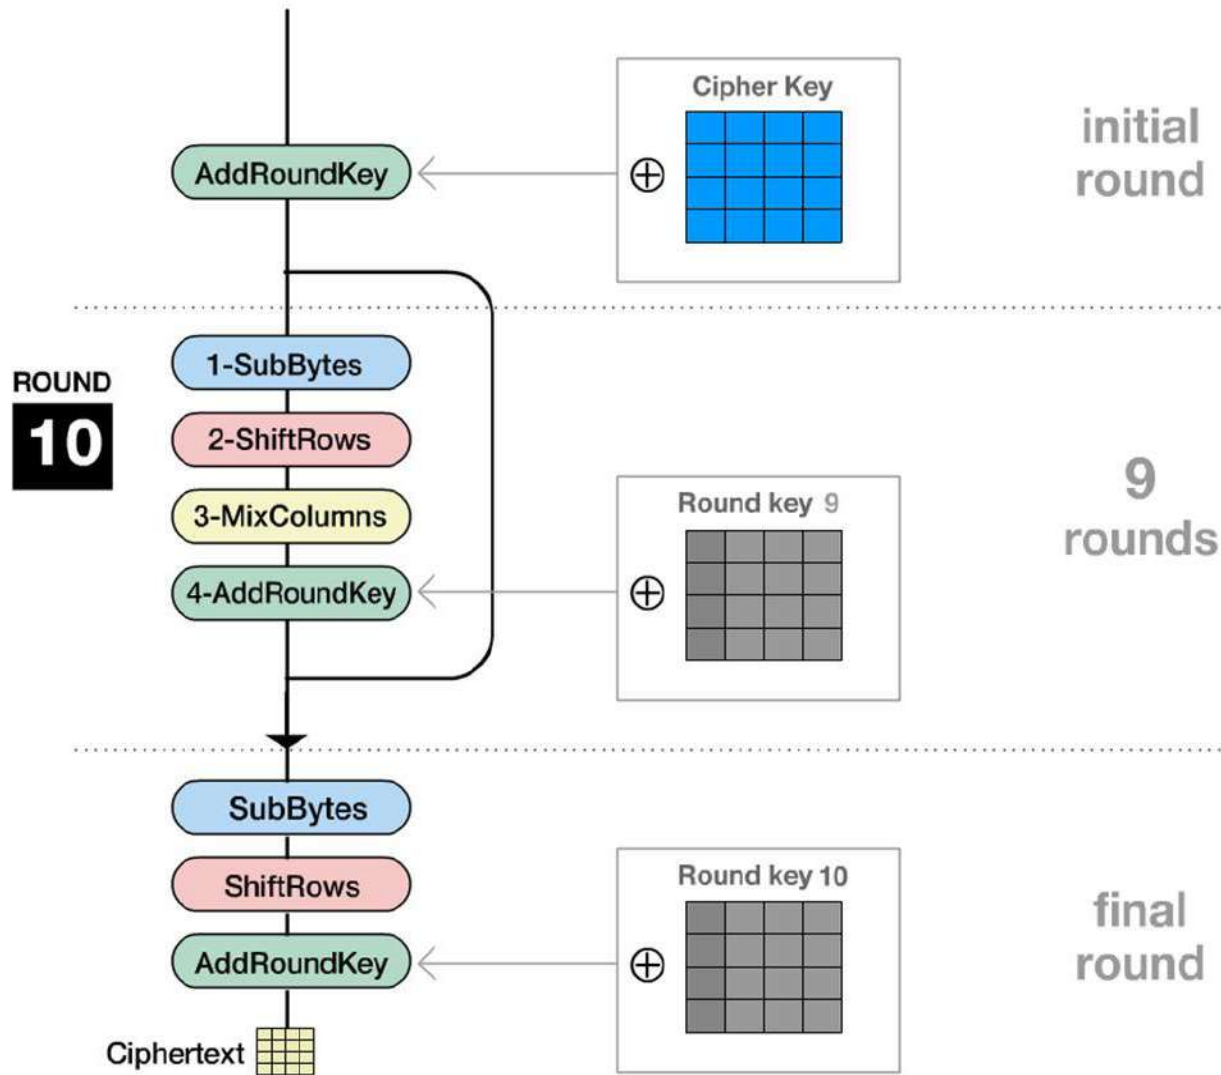 Cipher Key
initial
round
AddRoundKey
1-SubBytes
ROUND
10
2-ShiftRows
3-MixColumns
4-AddRoundKey
Round key 9
9
rounds
SubBytes
ShiftRows
AddRoundKey
Round key 10
final
round
Ciphertext